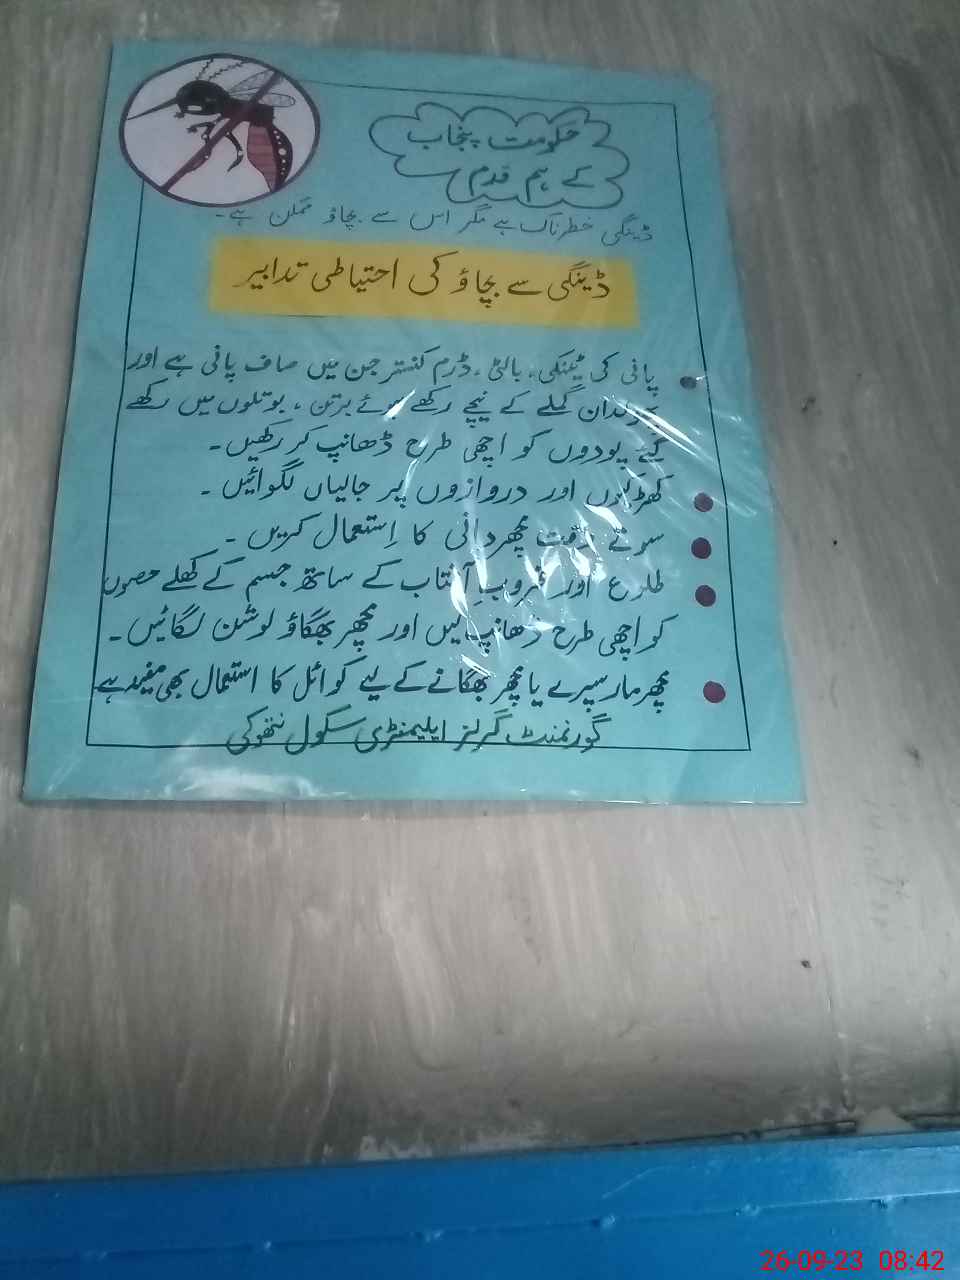 حکومت پنجاب
کے ہم قدم
ڈینگی خطرناک ہے مگر اس سے بچاؤ ممکن ہے۔
ڈینگی سے بچاؤ کی احتیاطی تدابیر
پانی کی ٹینکی، بالٹی، ڈرم کنستر جن میں صاف پانی ہے اور
گملے کے نیچے رکھے ہوئے برتن، بوتلوں میں رکھے
گئے پودوں کو اچھی طرح ڈھانپ کر رکھیں۔
کھڑکیوں اور دروازوں پر جالیاں لگوائیں۔
سوتے وقت مچھردانی کا اِستعمال کریں۔
طلوع اور غروبِ آفتاب کے ساتھ جسم کے کھلے حصوں
کو اچھی طرح ڈھانپ لیں اور مچھر بھگاؤ لوشن لگائیں۔
مچھر مار سپرے یا مچھر بھگانے کے لیے کوائل کا استعمال بھی مفید ہے
گورنمنٹ گرلز ایلیمنٹری سکول نتھوکی
26-09-23 08:42